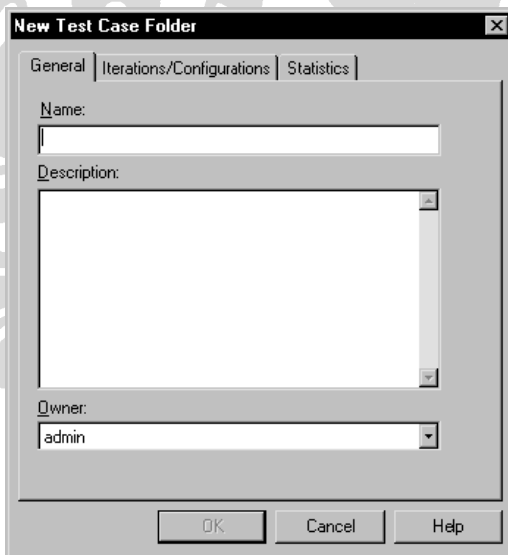 New Test Case Folder
General Iterations/Configurations Statistics
Name:
Description:
Owner:
admin
OK Cancel Help